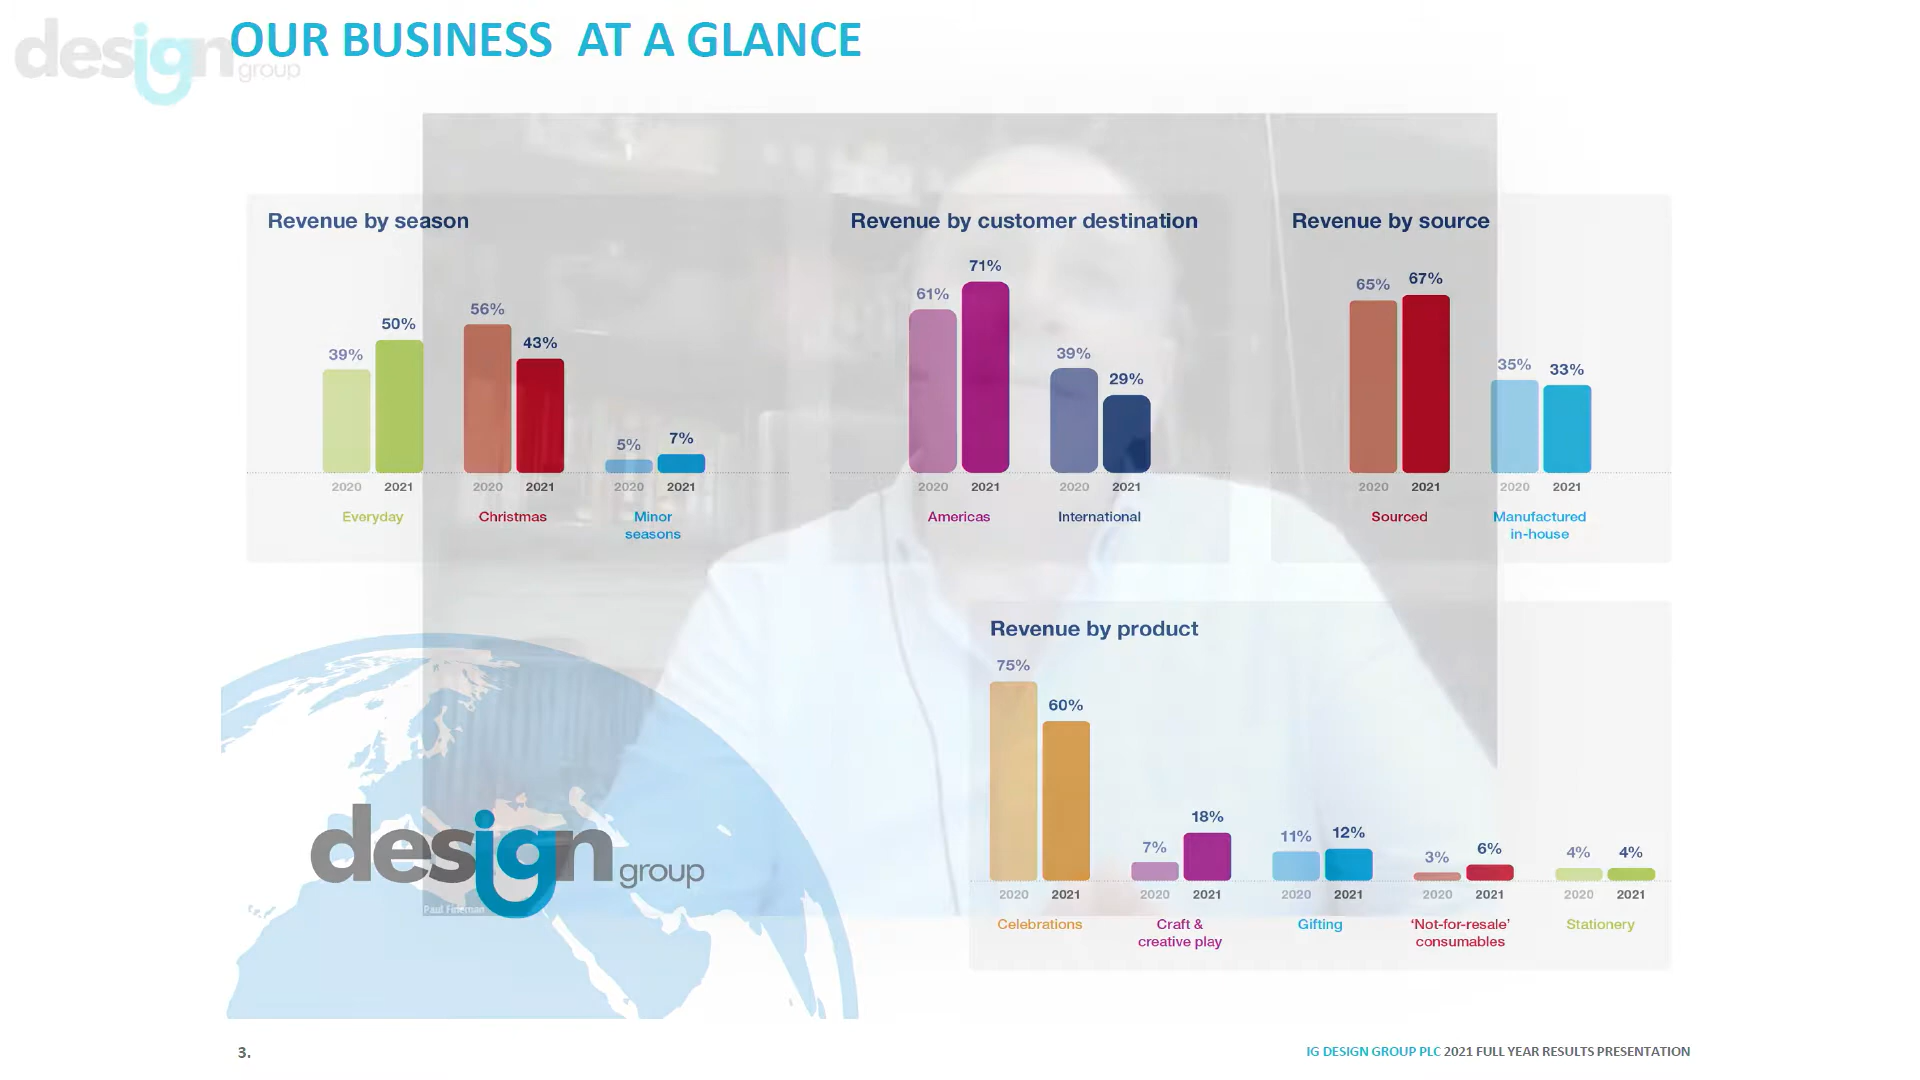 design group
OUR BUSINESS AT A GLANCE
Revenue by season
39%
50%
56%
43%
5%
7%
2020
2021
2020
2021
2020
2021
Everyday
Christmas
Minor
seasons
Revenue by customer destination
61%
71%
39%
29%
2020
2021
2020
2021
Americas
International
Revenue by source
65%
67%
35%
33%
2020
2021
2020
2021
Sourced
Manufactured
in-house
Revenue by product
75%
60%
7%
18%
11%
12%
3%
6%
4%
4%
2020
2021
2020
2021
2020
2021
2020
2021
2020
2021
Celebrations
Craft &
creative play
Gifting
‘Not-for-resale’
consumables
Stationery
design group
Paul Fineman
3.
IG DESIGN GROUP PLC 2021 FULL YEAR RESULTS PRESENTATION